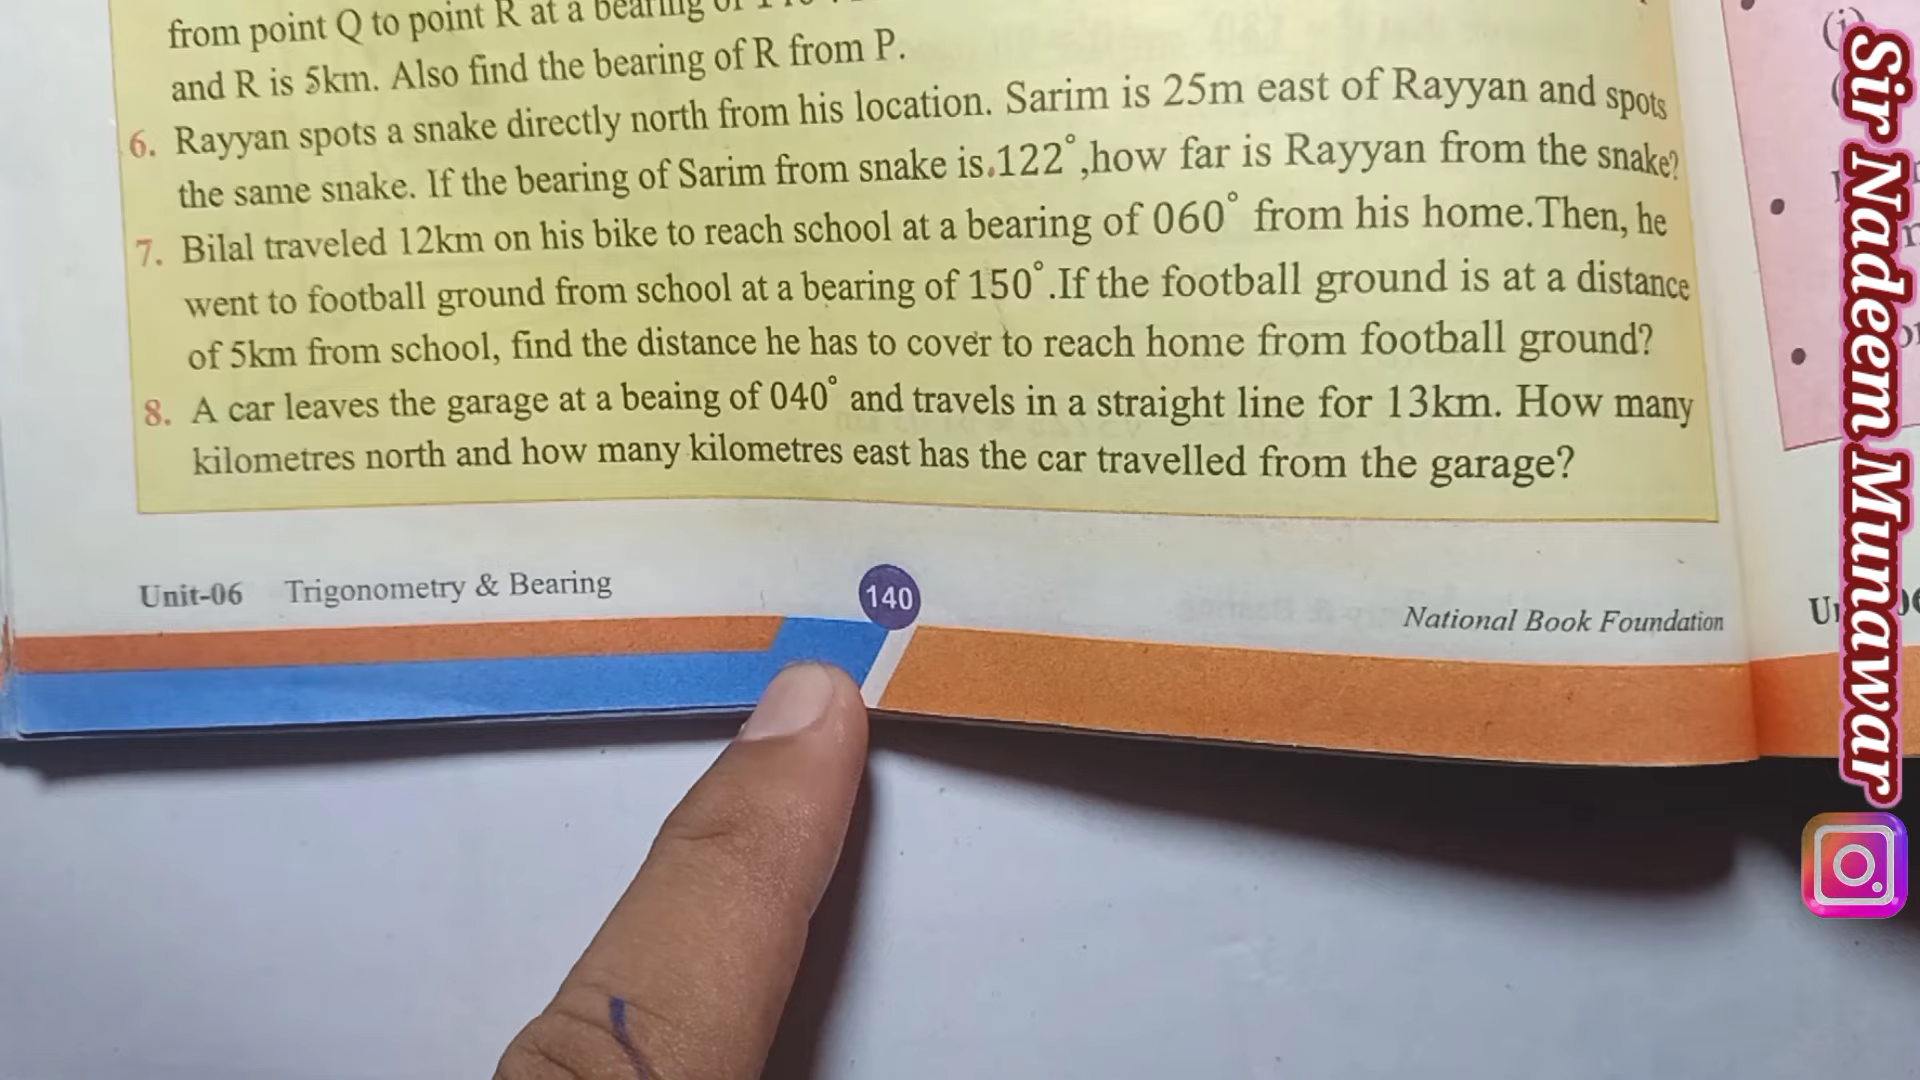 from point Q to point R at a bearing of
and R is 5km. Also find the bearing of R from P.
6. Rayyan spots a snake directly north from his location. Sarim is 25m east of Rayyan and spots
the same snake. If the bearing of Sarim from snake is.122°,how far is Rayyan from the snake?
7. Bilal traveled 12km on his bike to reach school at a bearing of 060° from his home.Then, he
went to football ground from school at a bearing of 150°.If the football ground is at a distance
of 5km from school, find the distance he has to cover to reach home from football ground?
8. A car leaves the garage at a beaing of 040° and travels in a straight line for 13km. How many
kilometres north and how many kilometres east has the car travelled from the garage?
Unit-06 Trigonometry & Bearing
140
National Book Foundation
(i)
Sir Nadeem Munawar